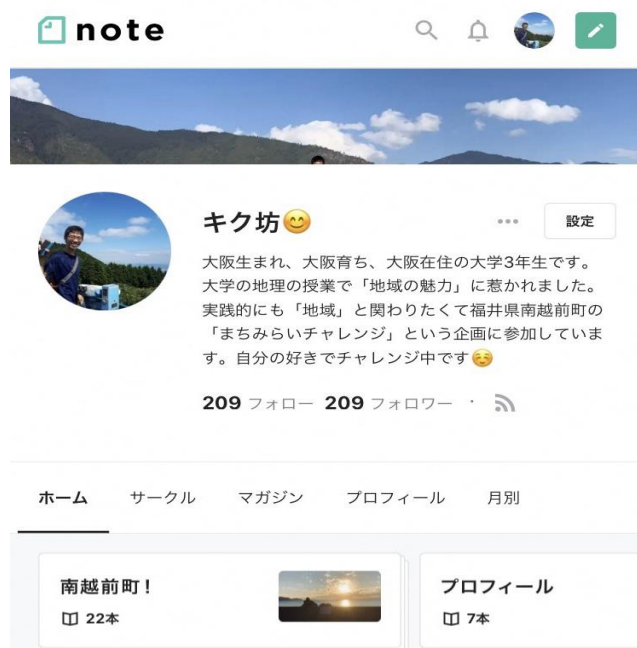 note
キク坊😊
設定
大阪生まれ、大阪育ち、大阪在住の大学3年生です。
大学の地理の授業で「地域の魅力」に惹かれました。
実践的にも「地域」と関わりたくて福井県南越前町の
「まちみらいチャレンジ」という企画に参加していま
す。自分の好きでチャレンジ中です☺️
209 フォロー 209 フォロワー ·
ホーム サークル マガジン プロフィール 月別
南越前町！
22本
プロフィール
7本